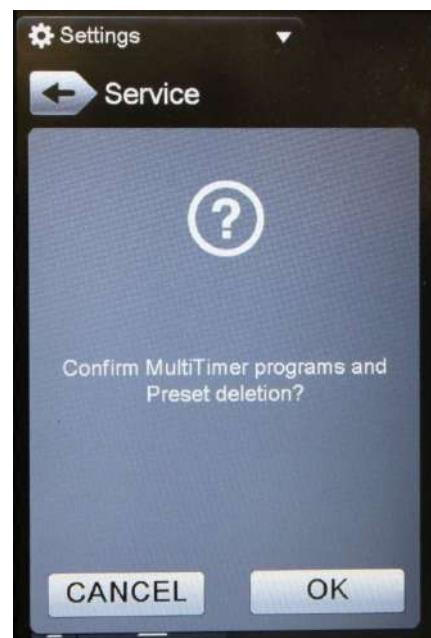 Settings
Service
?
Confirm MultiTimer programs and
Preset deletion?
CANCEL
OK